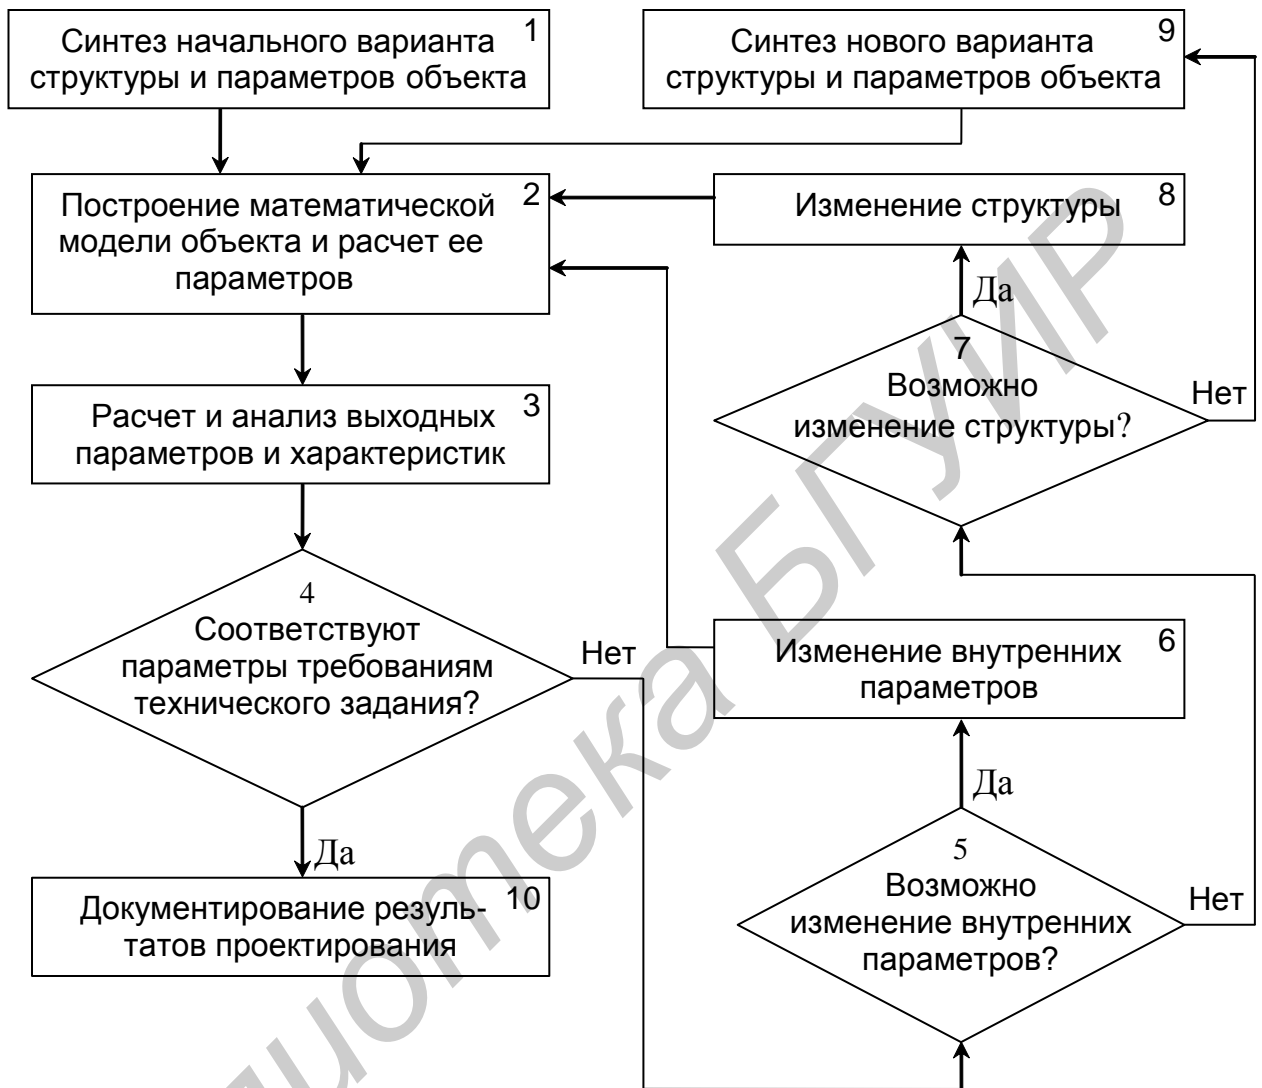 1
Синтез начального варианта
структуры и параметров объекта
9
Синтез нового варианта
структуры и параметров объекта
2
Построение математической
модели объекта и расчет ее
параметров
8
Изменение структуры
Да
7
Возможно
изменение структуры?
Нет
3
Расчет и анализ выходных
параметров и характеристик
4
Соответствуют
параметры требованиям
технического задания?
Нет
6
Изменение внутренних
параметров
Да
Да
5
Возможно
изменение внутренних
параметров?
Нет
10
Документирование резуль-
татов проектирования
лиотека БГУИР